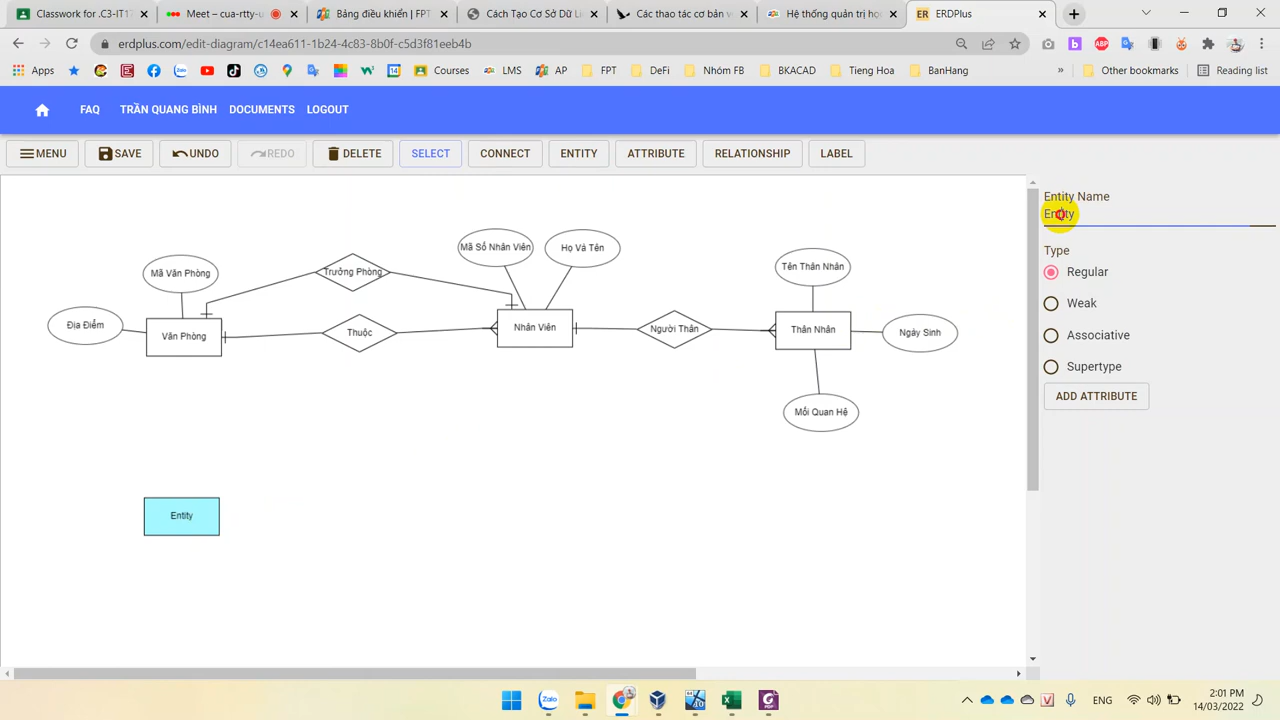 Classwork for .C3-IT1
Meet – cua-rtty-u
Bảng điều khiển | FPT
Cách Tạo Cơ Sở Dữ Liệ
Các thao tác cơ bản vớ
Hệ thống quản trị học
ERDPlus
erdplus.com/edit-diagram/c14ea611-1b24-4c83-8b0f-c5d3f81eeb4b
Apps
Courses
LMS
AP
FPT
DeFi
Nhóm FB
BKACAD
Tieng Hoa
BanHang
»
Other bookmarks
Reading list
FAQ
TRẦN QUANG BÌNH
DOCUMENTS
LOGOUT
MENU
SAVE
UNDO
REDO
DELETE
SELECT
CONNECT
ENTITY
ATTRIBUTE
RELATIONSHIP
LABEL
Entity Name
Entity
Type
Regular
Weak
Associative
Supertype
ADD ATTRIBUTE
Mã Số Nhân Viên
Họ Và Tên
Mã Văn Phòng
Trưởng Phòng
Tên Thân Nhân
Địa Điểm
Văn Phòng
Thuộc
Nhân Viên
Người Thân
Thân Nhân
Ngày Sinh
Mối Quan Hệ
Entity
ENG
2:01 PM
14/03/2022